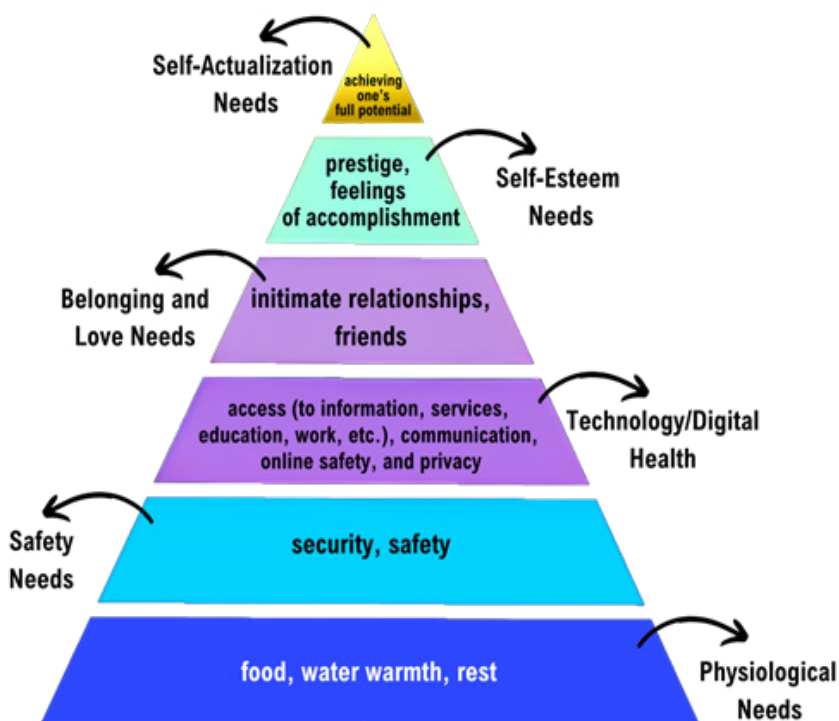 Self-Actualization
Needs
achieving
one's
full potential
prestige,
feelings
of accomplishment
Self-Esteem
Needs
Belonging and
Love Needs
initimate relationships,
friends
access (to information, services,
education, work, etc.), communication,
online safety, and privacy
Technology/Digital
Health
Safety
Needs
security, safety
food, water warmth, rest
Physiological
Needs